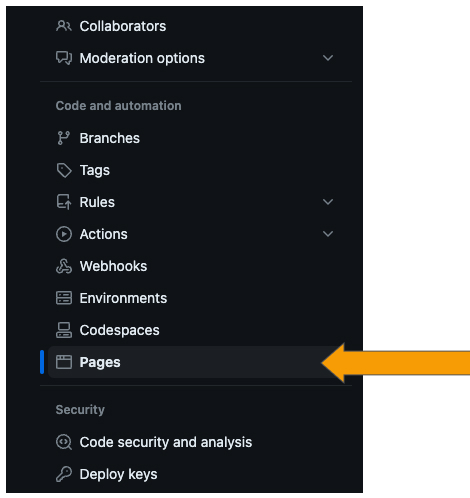 Collaborators
Moderation options
Code and automation
Branches
Tags
Rules
Actions
Webhooks
Environments
Codespaces
Pages
Security
Code security and analysis
Deploy keys